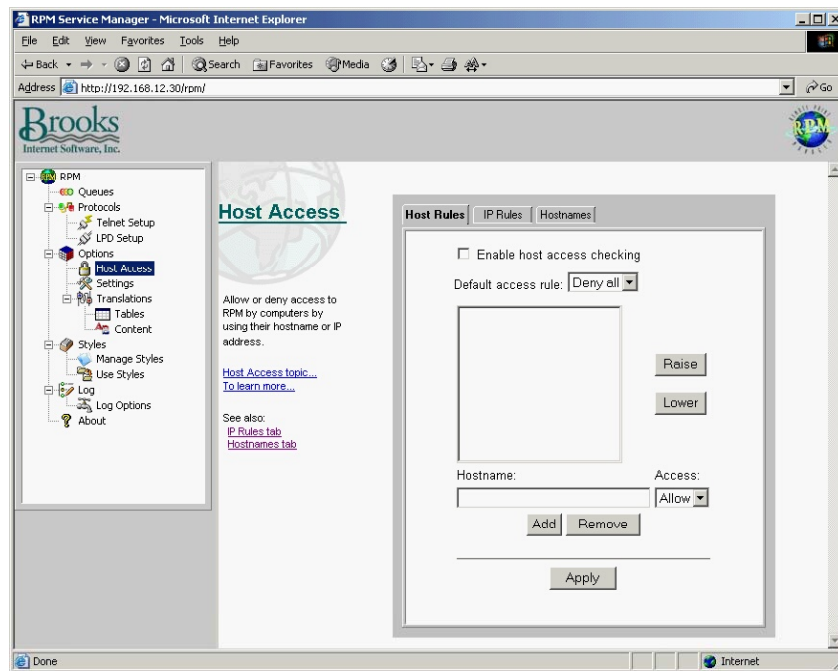 RPM Service Manager - Microsoft Internet Explorer
File Edit View Favorites Tools Help
Back Search Favorites Media
Address http://192.168.12.30/rpm/ Go
Brooks
Internet Software, Inc.
RPM
RPM
Queues
Protocols
Telnet Setup
LPD Setup
Options
Host Access
Settings
Translations
Tables
Content
Styles
Manage Styles
Use Styles
Log
Log Options
About
Host Access
Allow or deny access to
RPM by computers by
using their hostname or IP
address.
Host Access topic...
To learn more...
See also:
IP Rules tab
Hostnames tab
Host Rules IP Rules Hostnames
Enable host access checking
Default access rule: Deny all
Raise
Lower
Hostname: Access:
Allow
Add Remove
Apply
Done Internet